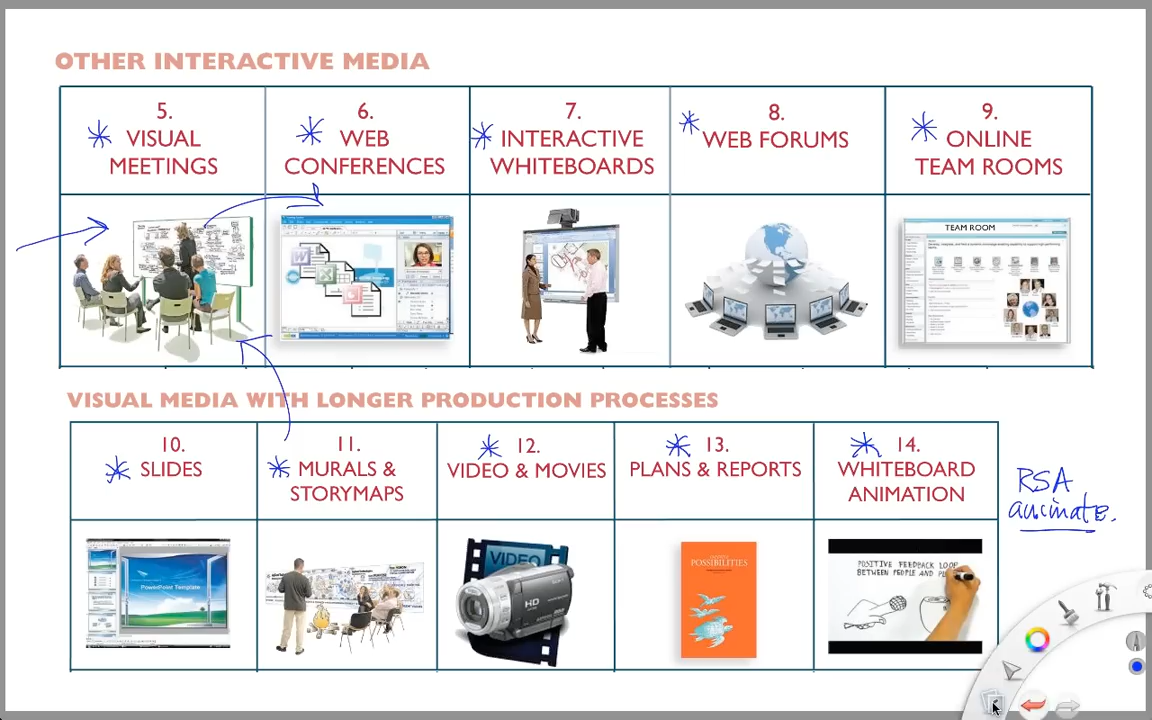 OTHER INTERACTIVE MEDIA
5.
VISUAL
MEETINGS
6.
WEB
CONFERENCES
7.
INTERACTIVE
WHITEBOARDS
8.
WEB FORUMS
9.
ONLINE
TEAM ROOMS
TEAM ROOM
VISUAL MEDIA WITH LONGER PRODUCTION PROCESSES
10.
SLIDES
11.
MURALS &
STORYMAPS
12.
VIDEO & MOVIES
13.
PLANS & REPORTS
14.
WHITEBOARD
ANIMATION
RSA
animate.
PowerPoint Template
VIDEO
HD
POSSIBILITIES
POSITIVE FEEDBACK LOOP
BETWEEN PEOPLE AND